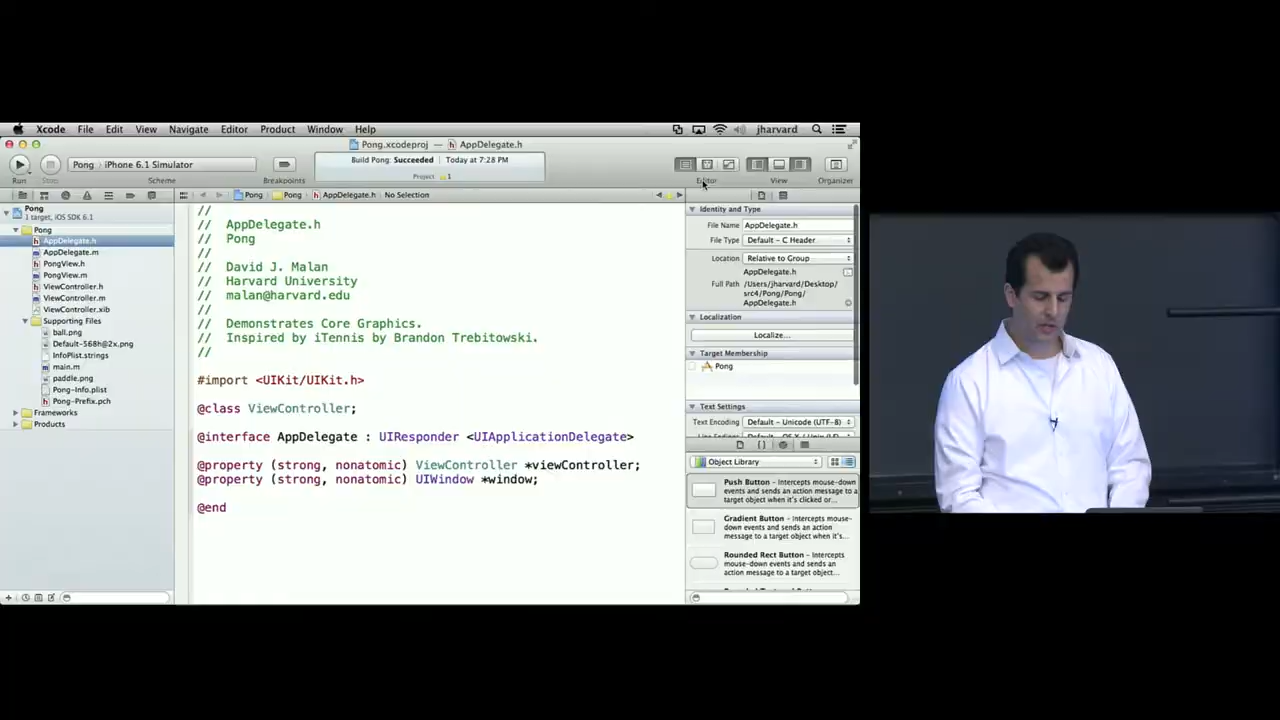 Xcode File Edit View Navigate Editor Product Window Help jharvard
Pong.xcodeproj — AppDelegate.h
Pong iPhone 6.1 Simulator
Build Pong: Succeeded Today at 7:28 PM
Project 1
Run Stop Scheme Breakpoints Editor View Organizer
Pong Pong AppDelegate.h No Selection
Pong
1 target, iOS SDK 6.1
Pong
AppDelegate.h
AppDelegate.m
PongView.h
PongView.m
ViewController.h
ViewController.m
ViewController.xib
Supporting Files
ball.png
Default-568h@2x.png
InfoPlist.strings
main.m
paddle.png
Pong-Info.plist
Pong-Prefix.pch
Frameworks
Products
//
// AppDelegate.h
// Pong
//
// David J. Malan
// Harvard University
// malan@harvard.edu
//
// Demonstrates Core Graphics.
// Inspired by iTennis by Brandon Trebitowski.
//
#import <UIKit/UIKit.h>
@class ViewController;
@interface AppDelegate : UIResponder <UIApplicationDelegate>
@property (strong, nonatomic) ViewController *viewController;
@property (strong, nonatomic) UIWindow *window;
@end
Identity and Type
File Name AppDelegate.h
File Type Default - C Header
Location Relative to Group
AppDelegate.h
Full Path /Users/jharvard/Desktop/
src4/Pong/Pong/
AppDelegate.h
Localization
Localize...
Target Membership
Pong
Text Settings
Text Encoding Default - Unicode (UTF-8)
Object Library
Push Button - Intercepts mouse-down
events and sends an action message to a
target object when it's clicked or...
Gradient Button - Intercepts mouse-
down events and sends an action
message to a target object when it's...
Rounded Rect Button - Intercepts
mouse-down events and sends an
action message to a target object...